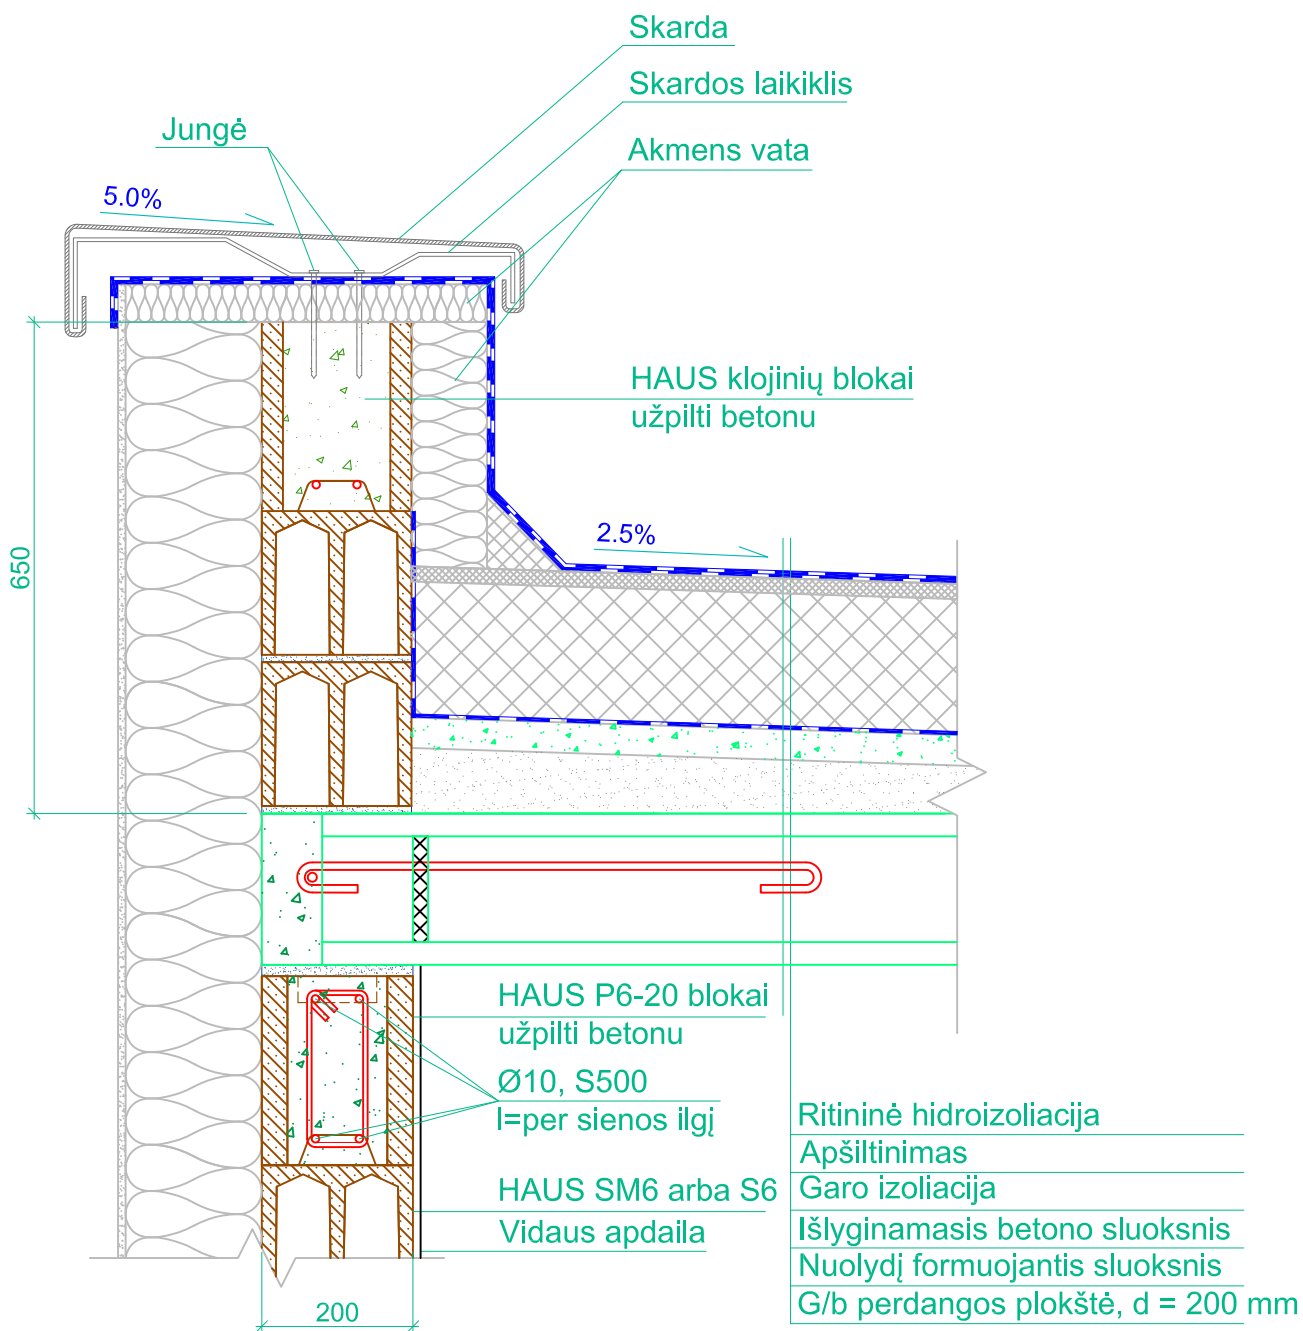 Skarda
Skardos laikiklis
Jungė
Akmens vata
5.0%
HAUS klojinių blokai
užpilti betonu
2.5%
650
HAUS P6-20 blokai
užpilti betonu
Ø10, S500
l=per sienos ilgį
HAUS SM6 arba S6
Vidaus apdaila
Ritininė hidroizoliacija
Apšiltinimas
Garo izoliacija
Išlyginamasis betono sluoksnis
Nuolydį formuojantis sluoksnis
G/b perdangos plokštė, d = 200 mm
200